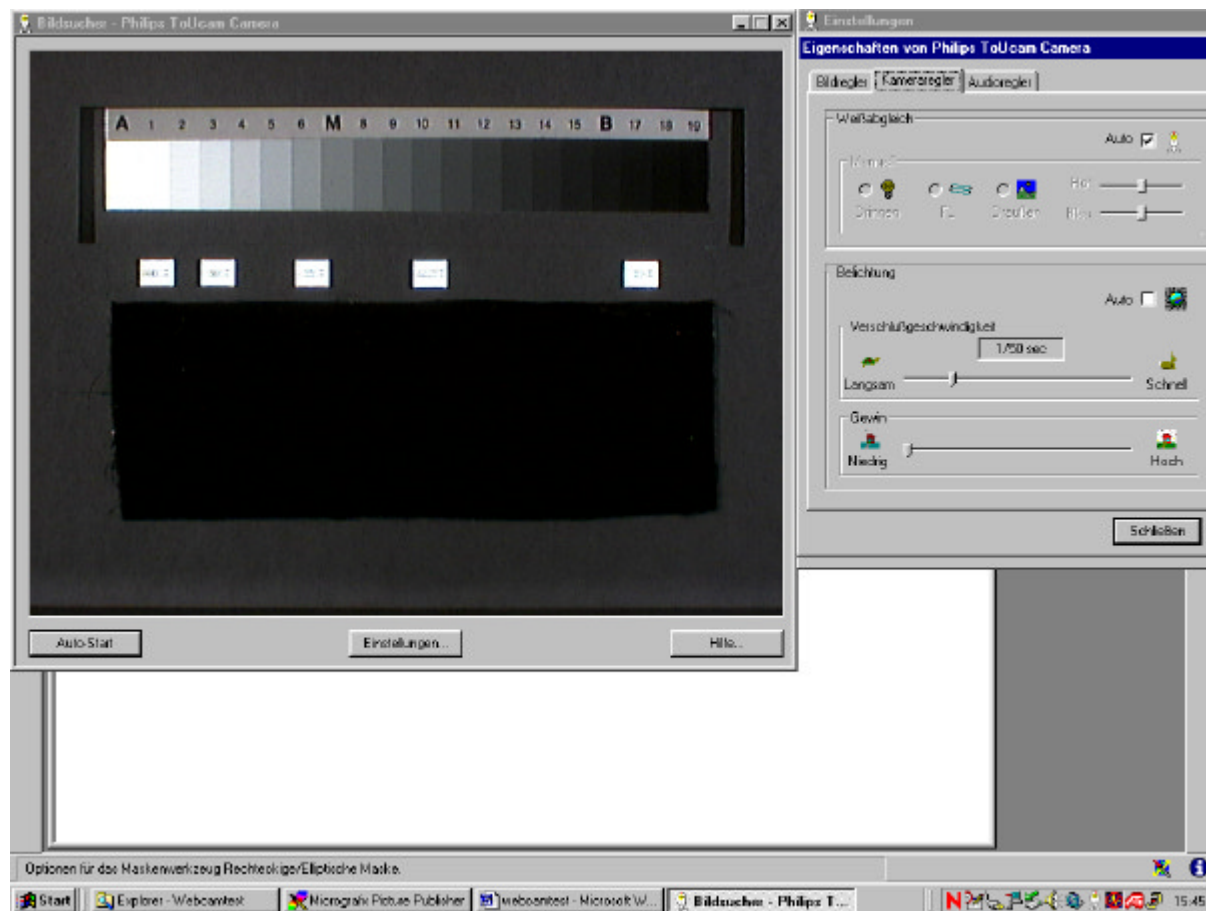 Bildsucher - Philips ToUcam Camera
A 1 2 3 4 5 6 M 8 9 10 11 12 13 14 15 B 17 18 19
Auto-Start
Einstellungen...
Hilfe...
Einstellungen
Eigenschaften von Philips ToUcam Camera
Bildregler Kameraregler Audioregler
Weißabgleich
Auto
Manuell
Drinnen FL Draußen
Rot
Blau
Belichtung
Auto
Verschlußgeschwindigkeit
1/50 sec
Langsam
Schnell
Gewin
Niedrig
Hoch
Schließen
Optionen für das Maskenwerkzeug Rechteckige/Elliptische Maske.
Start
Explorer - Webcamtest
Micrografx Picture Publisher
webcamtest - Microsoft W...
Bildsucher - Philips T...
15:45